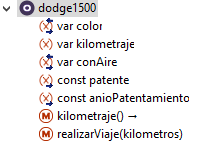 dodge1500
var color
var kilometraje
var conAire
const patente
const anioPatentamiento
kilometraje() →
realizarViaje(kilometros)